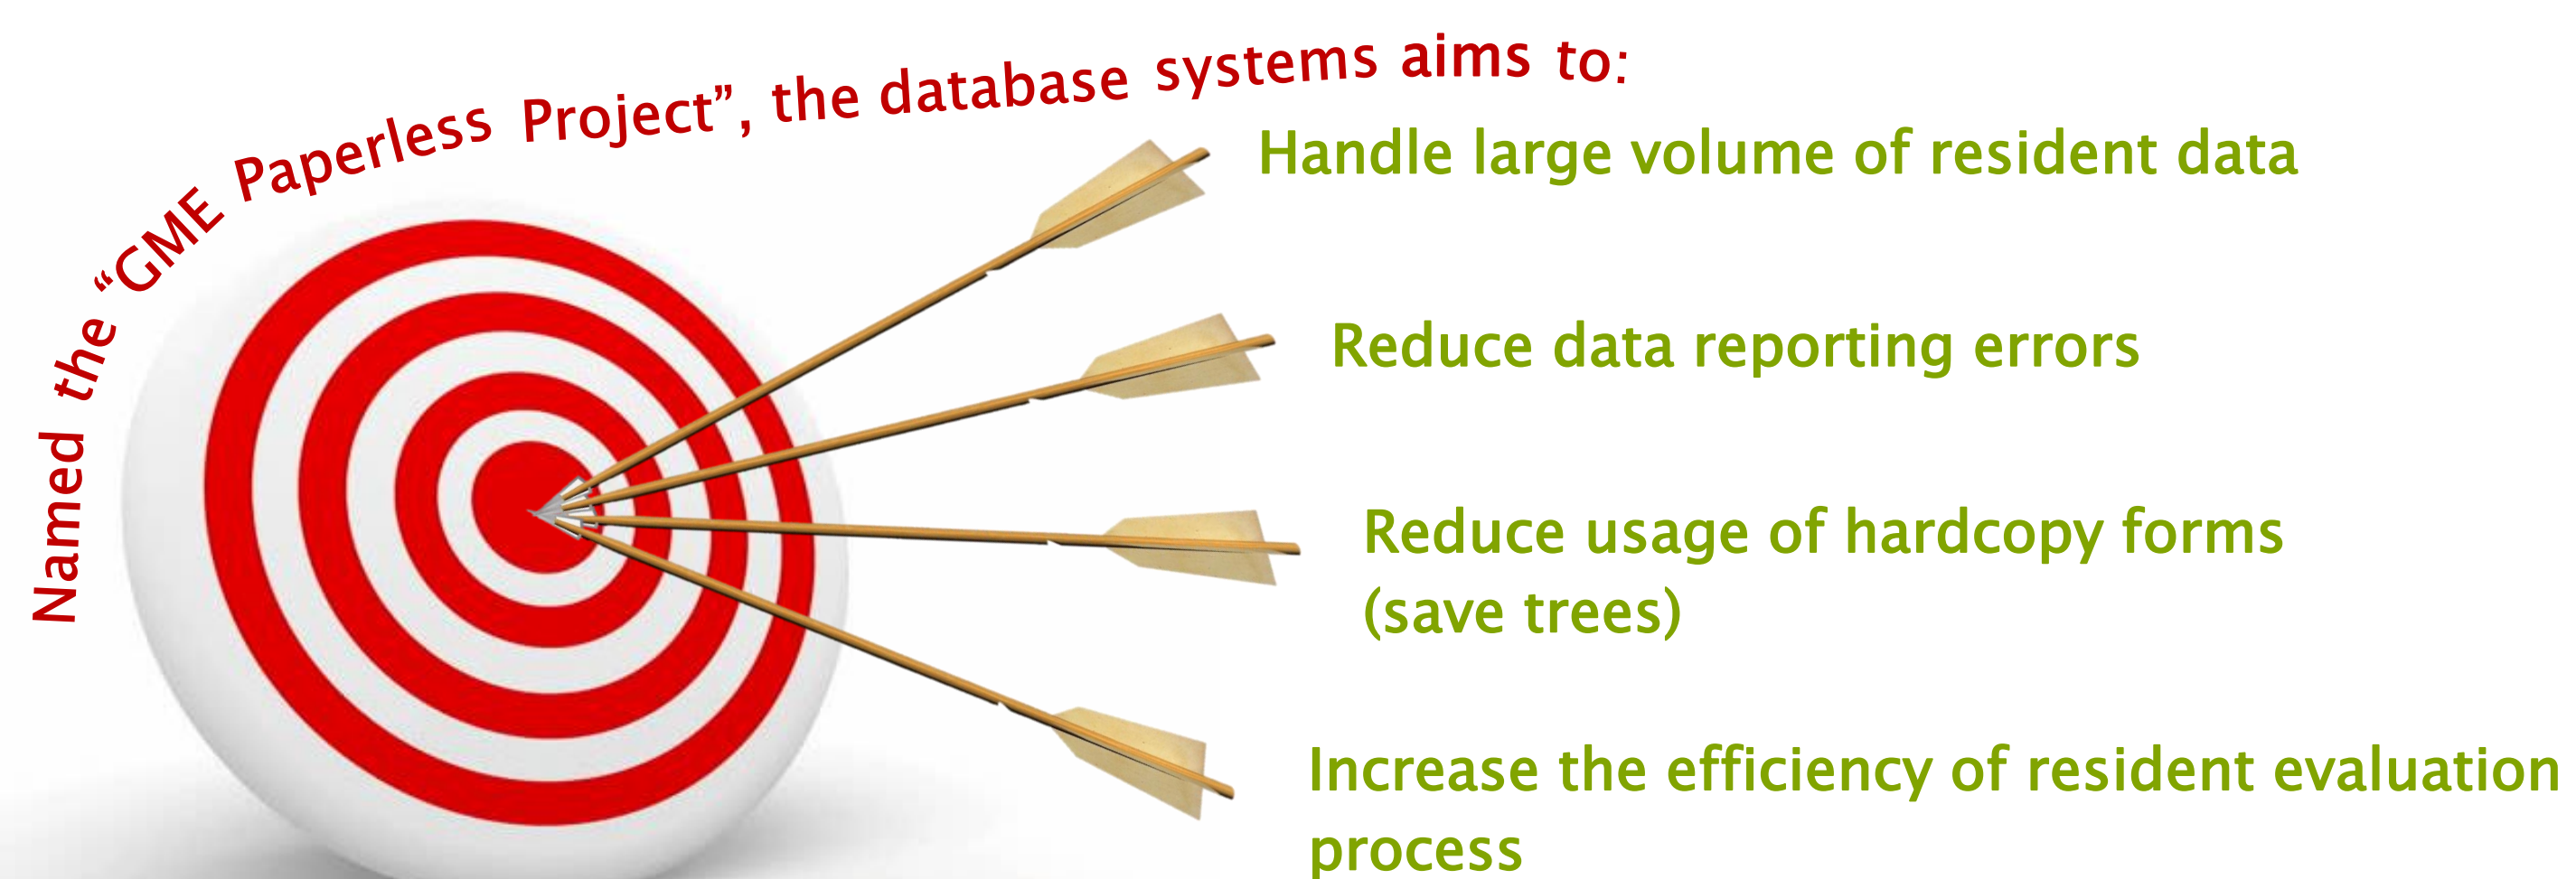 Named the “GME Paperless Project”, the database systems aims to:
Handle large volume of resident data
Reduce data reporting errors
Reduce usage of hardcopy forms
(save trees)
Increase the efficiency of resident evaluation
process